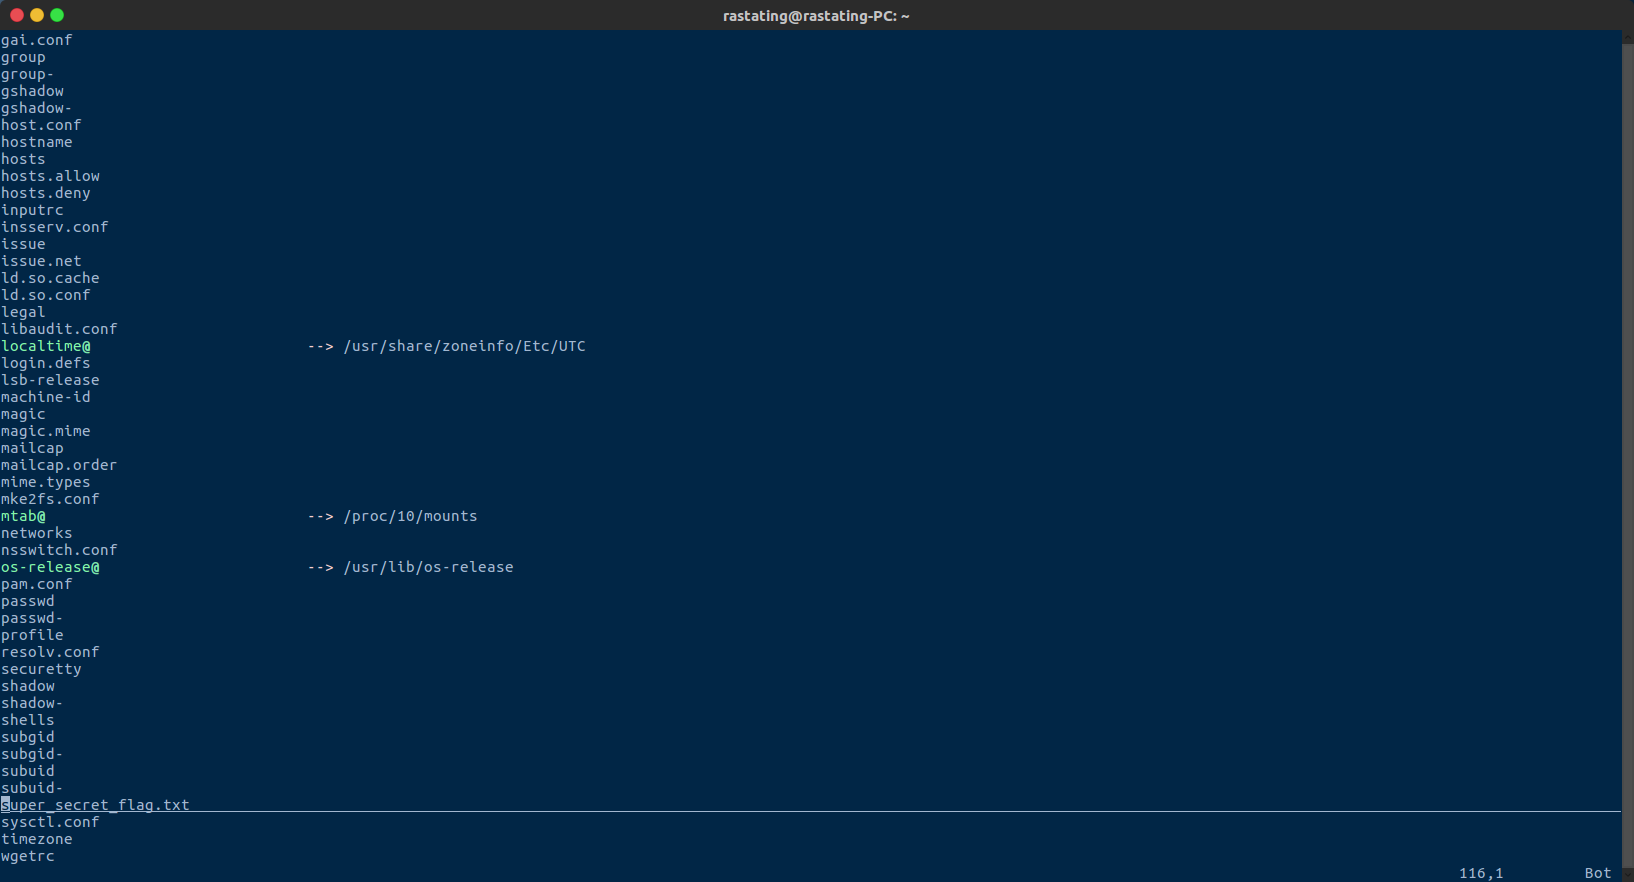 rastating@rastating-PC: ~
gai.conf
group
group-
gshadow
gshadow-
host.conf
hostname
hosts
hosts.allow
hosts.deny
inputrc
insserv.conf
issue
issue.net
ld.so.cache
ld.so.conf
legal
libaudit.conf
localtime@ --> /usr/share/zoneinfo/Etc/UTC
login.defs
lsb-release
machine-id
magic
magic.mime
mailcap
mailcap.order
mime.types
mke2fs.conf
mtab@ --> /proc/10/mounts
networks
nsswitch.conf
os-release@ --> /usr/lib/os-release
pam.conf
passwd
passwd-
profile
resolv.conf
securetty
shadow
shadow-
shells
subgid
subgid-
subuid
subuid-
super_secret_flag.txt
sysctl.conf
timezone
wgetrc
116,1 Bot